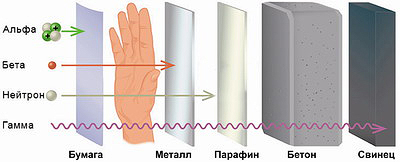 Альфа
Бета
Нейтрон
Гамма
Бумага Металл Парафин Бетон Свинец